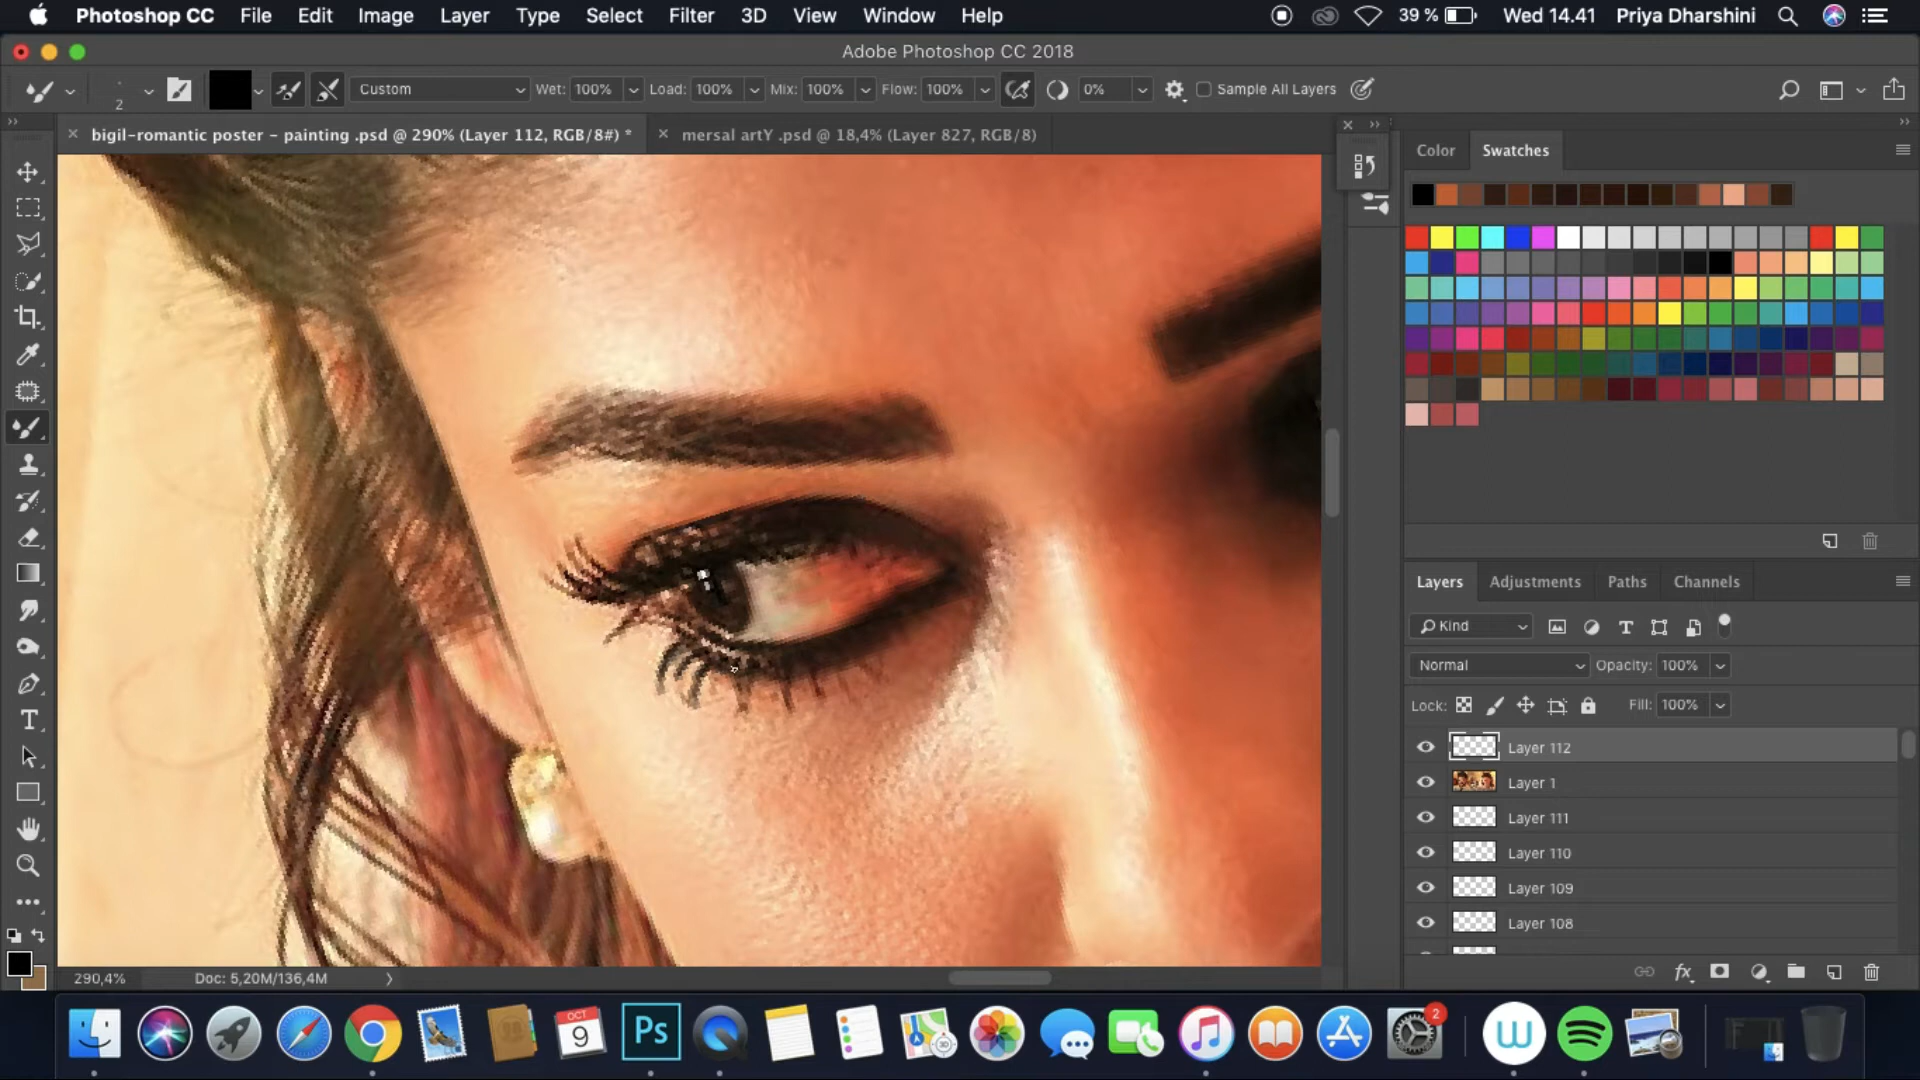 Photoshop CC File Edit Image Layer Type Select Filter 3D View Window Help 39 % Wed 14.41 Priya Dharshini
Adobe Photoshop CC 2018
2 Custom Wet: 100% Load: 100% Mix: 100% Flow: 100% 0% Sample All Layers
bigil-romantic poster - painting .psd @ 290% (Layer 112, RGB/8#) * mersal artY .psd @ 18,4% (Layer 827, RGB/8)
Color Swatches
Layers Adjustments Paths Channels
Kind
Normal Opacity: 100%
Lock: Fill: 100%
Layer 112
Layer 1
Layer 111
Layer 110
Layer 109
Layer 108
290,4% Doc: 5,20M/136,4M
OCT
9
Ps
2
W